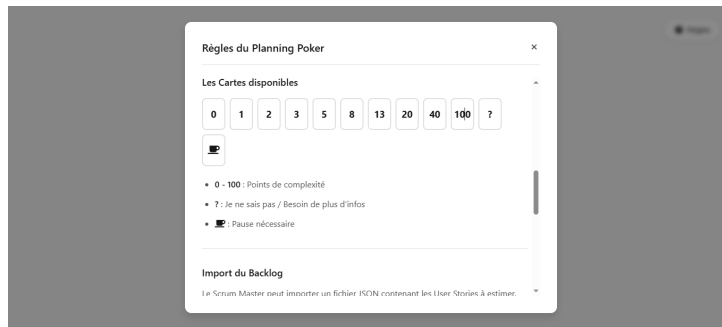 Règles du Planning Poker ×
Les Cartes disponibles
0 1 2 3 5 8 13 20 40 100 ?
0 - 100 : Points de complexité
? : Je ne sais pas / Besoin de plus d'infos
: Pause nécessaire
Import du Backlog
Le Scrum Master peut importer un fichier JSON contenant les User Stories à estimer.